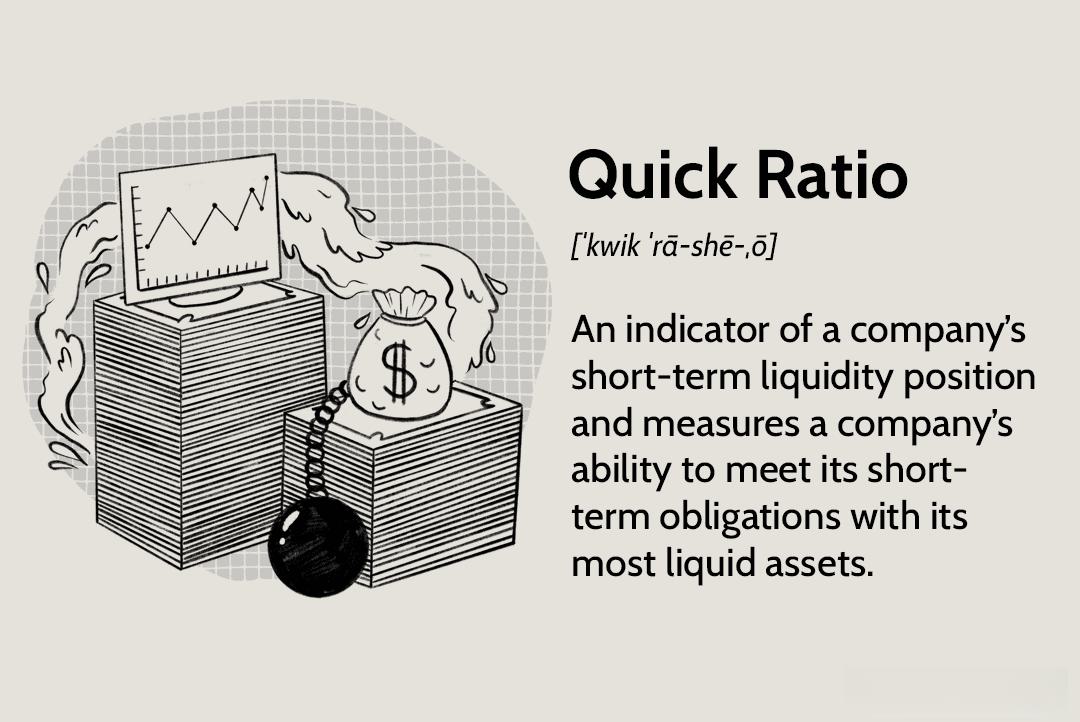 Quick Ratio
[ˈkwik ˈrā-shē-ˌō]
An indicator of a company’s
short-term liquidity position
and measures a company’s
ability to meet its short-
term obligations with its
most liquid assets.
$